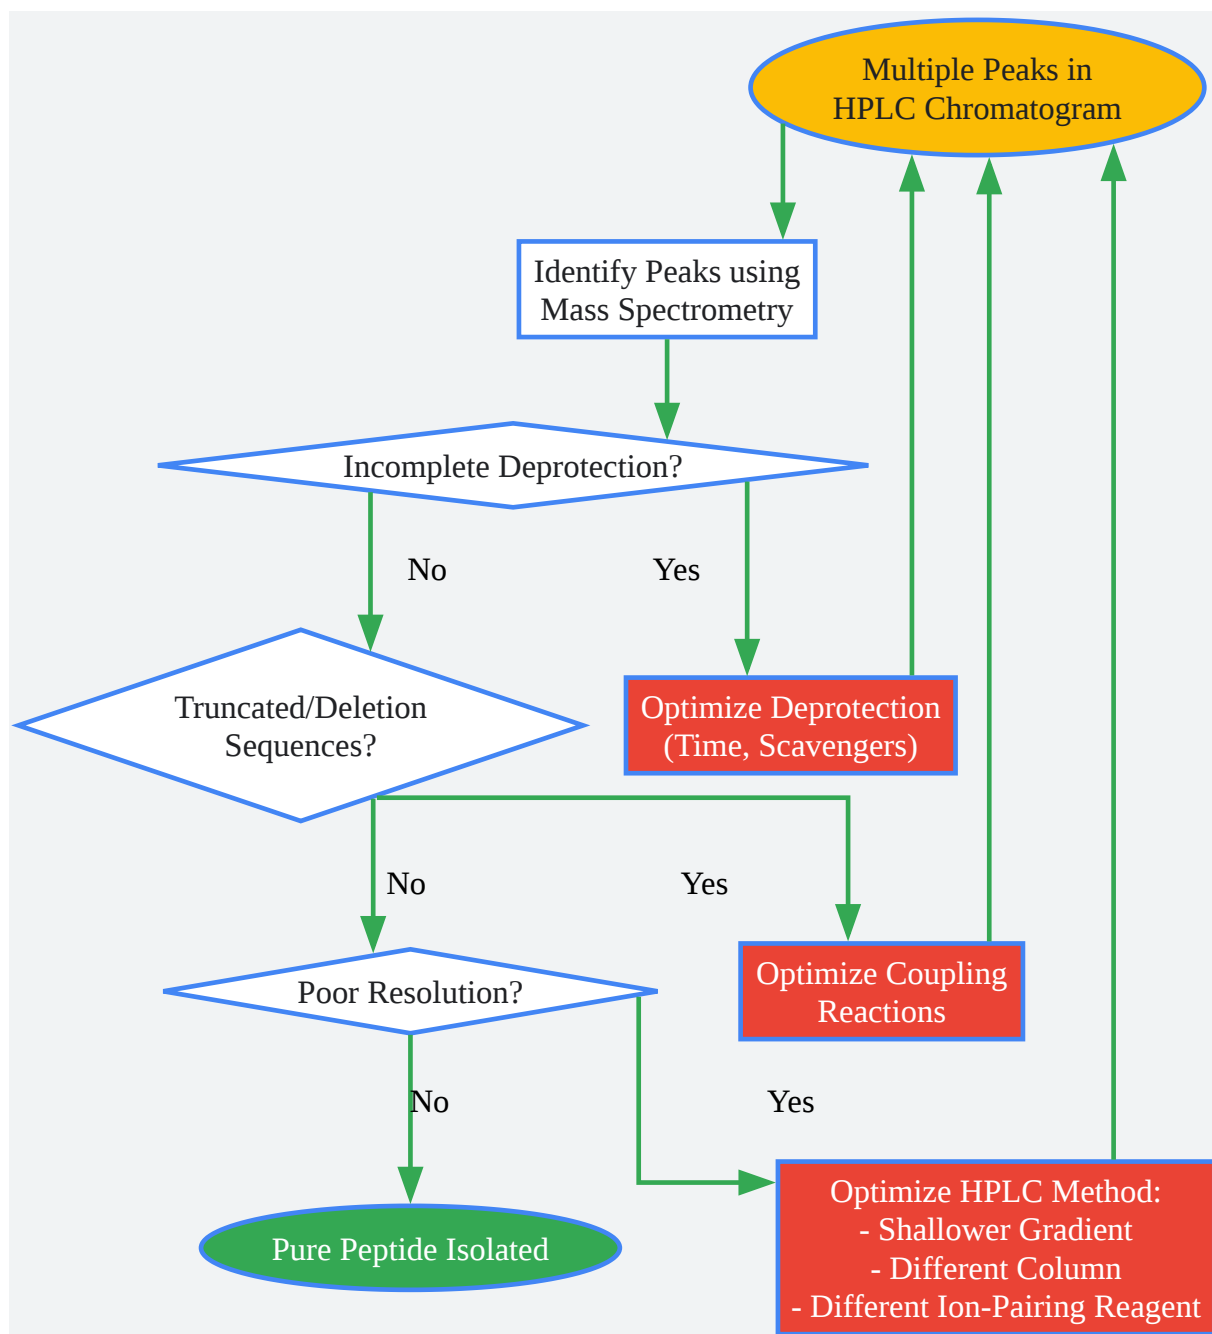 Multiple Peaks in
HPLC Chromatogram
Identify Peaks using
Mass Spectrometry
Incomplete Deprotection?
No
Yes
Truncated/Deletion
Sequences?
Optimize Deprotection
(Time, Scavengers)
No
Yes
Poor Resolution?
Optimize Coupling
Reactions
No
Yes
Pure Peptide Isolated
Optimize HPLC Method:
- Shallower Gradient
- Different Column
- Different Ion-Pairing Reagent